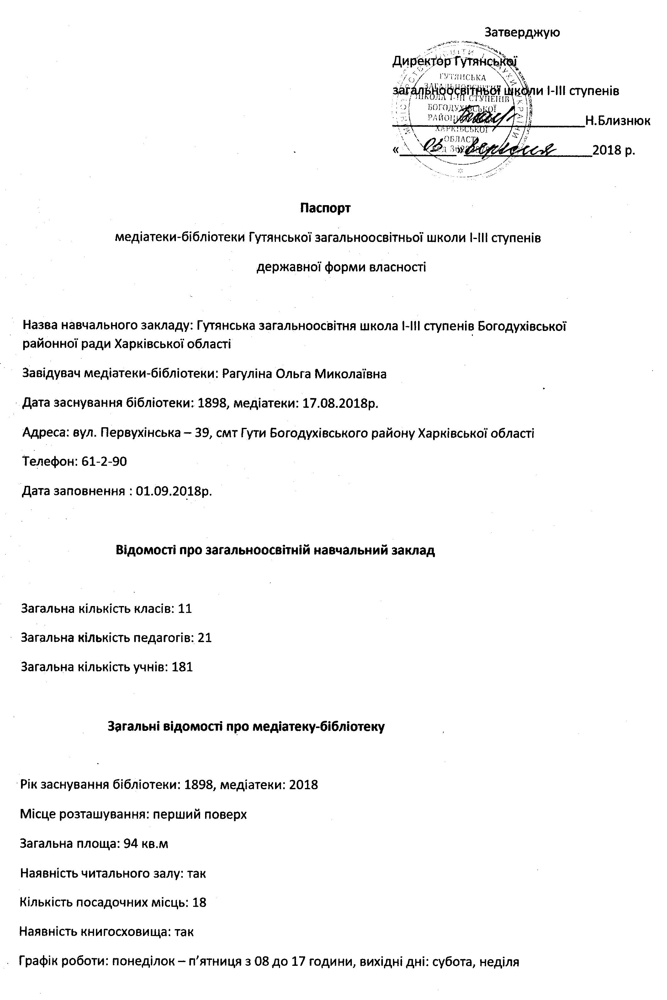 Затверджую
Директор Гутянської
загальноосвітньої школи І-ІІІ ступенів
Н.Близнюк
« 03 » вересня 2018 р.
МІНІСТЕРСТВО ОСВІТИ І НАУКИ УКРАЇНИ
ГУТЯНСЬКА
ЗАГАЛЬНООСВІТНЯ
ШКОЛА І-ІІІ СТУПЕНІВ
БОГОДУХІВСЬКОЇ
ХАРКІВСЬКОЇ
ОБЛАСТІ
Паспорт
медіатеки-бібліотеки Гутянської загальноосвітньої школи І-ІІІ ступенів
державної форми власності
Назва навчального закладу: Гутянська загальноосвітня школа І-ІІІ ступенів Богодухівської
районної ради Харківської області
Завідувач медіатеки-бібліотеки: Рагуліна Ольга Миколаївна
Дата заснування бібліотеки: 1898, медіатеки: 17.08.2018р.
Адреса: вул. Первухінська – 39, смт Гути Богодухівського району Харківської області
Телефон: 61-2-90
Дата заповнення : 01.09.2018р.
Відомості про загальноосвітній навчальний заклад
Загальна кількість класів: 11
Загальна кількість педагогів: 21
Загальна кількість учнів: 181
Загальні відомості про медіатеку-бібліотеку
Рік заснування бібліотеки: 1898, медіатеки: 2018
Місце розташування: перший поверх
Загальна площа: 94 кв.м
Наявність читального залу: так
Кількість посадочних місць: 18
Наявність книгосховища: так
Графік роботи: понеділок – п’ятниця з 08 до 17 години, вихідні дні: субота, неділя